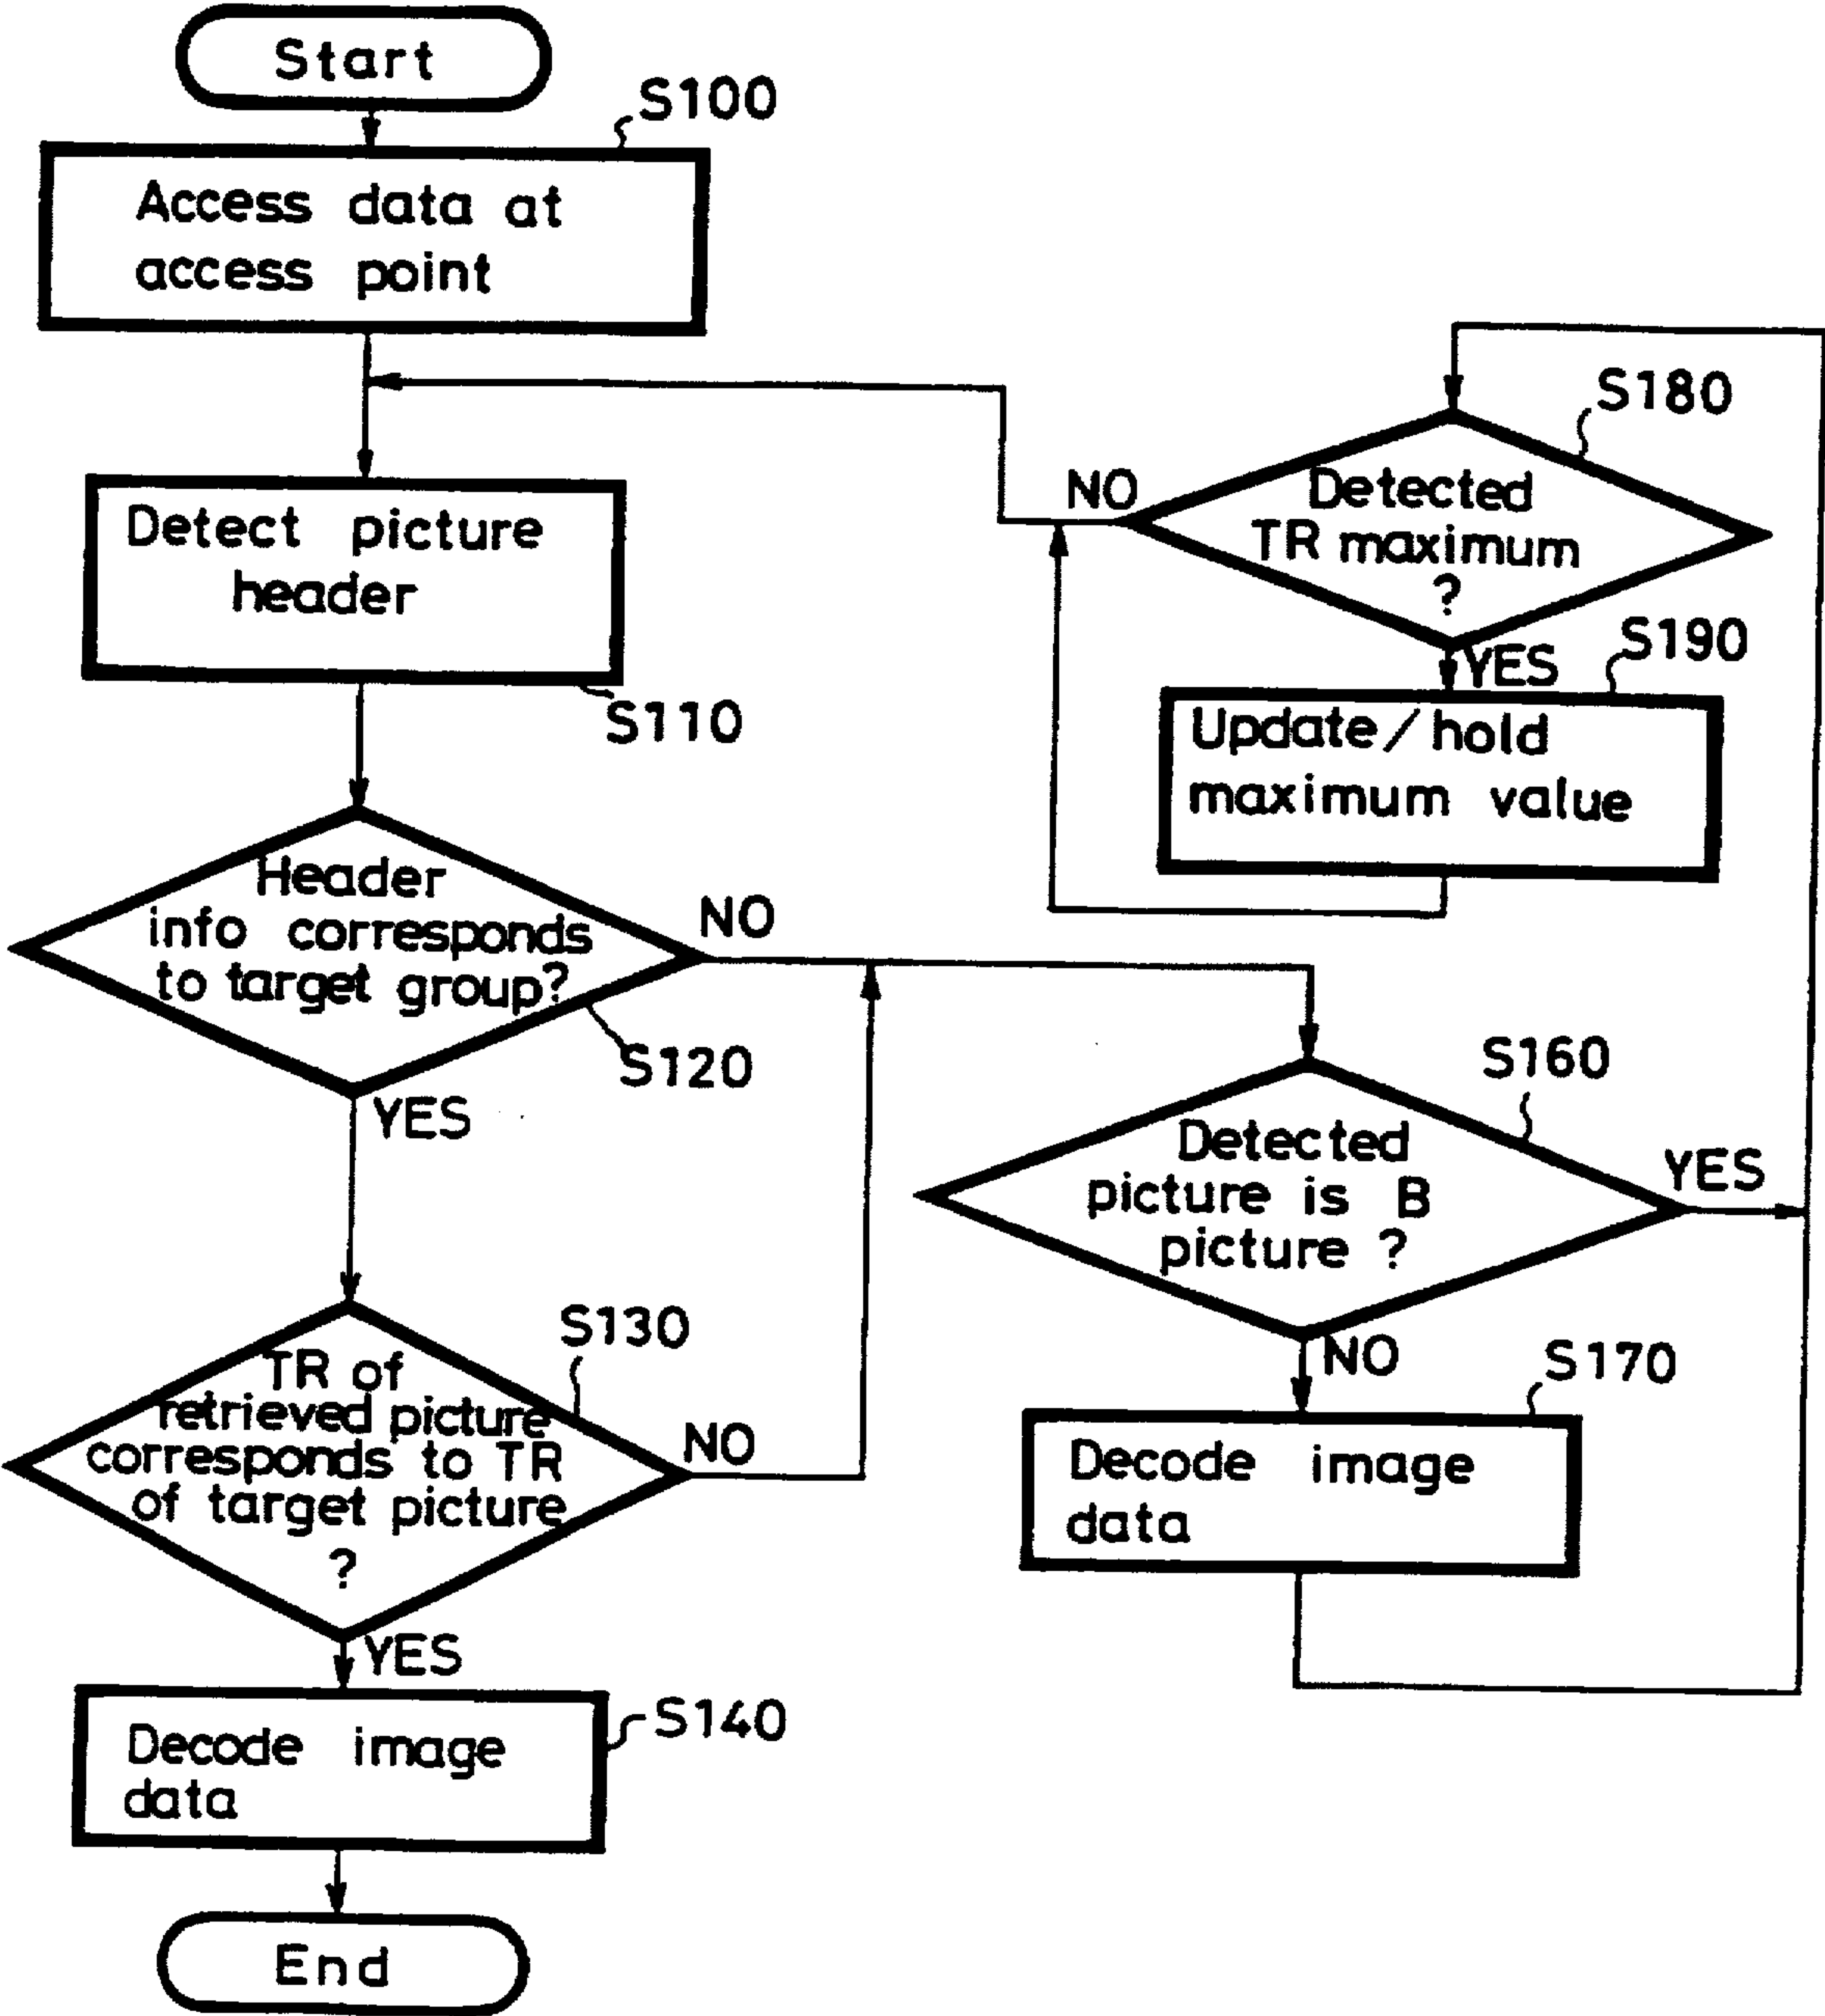 Start
S100
Access data at
access point
Detect picture
header
S110
Header
info corresponds
to target group?
NO
S120
YES
S130
TR of
retrieved picture
corresponds to TR
of target picture
?
NO
YES
S140
Decode image
data
End
S160
Detected
picture is B
picture ?
YES
NO
S170
Decode image
data
S180
Detected
TR maximum
?
NO
YES
S190
Update/hold
maximum value